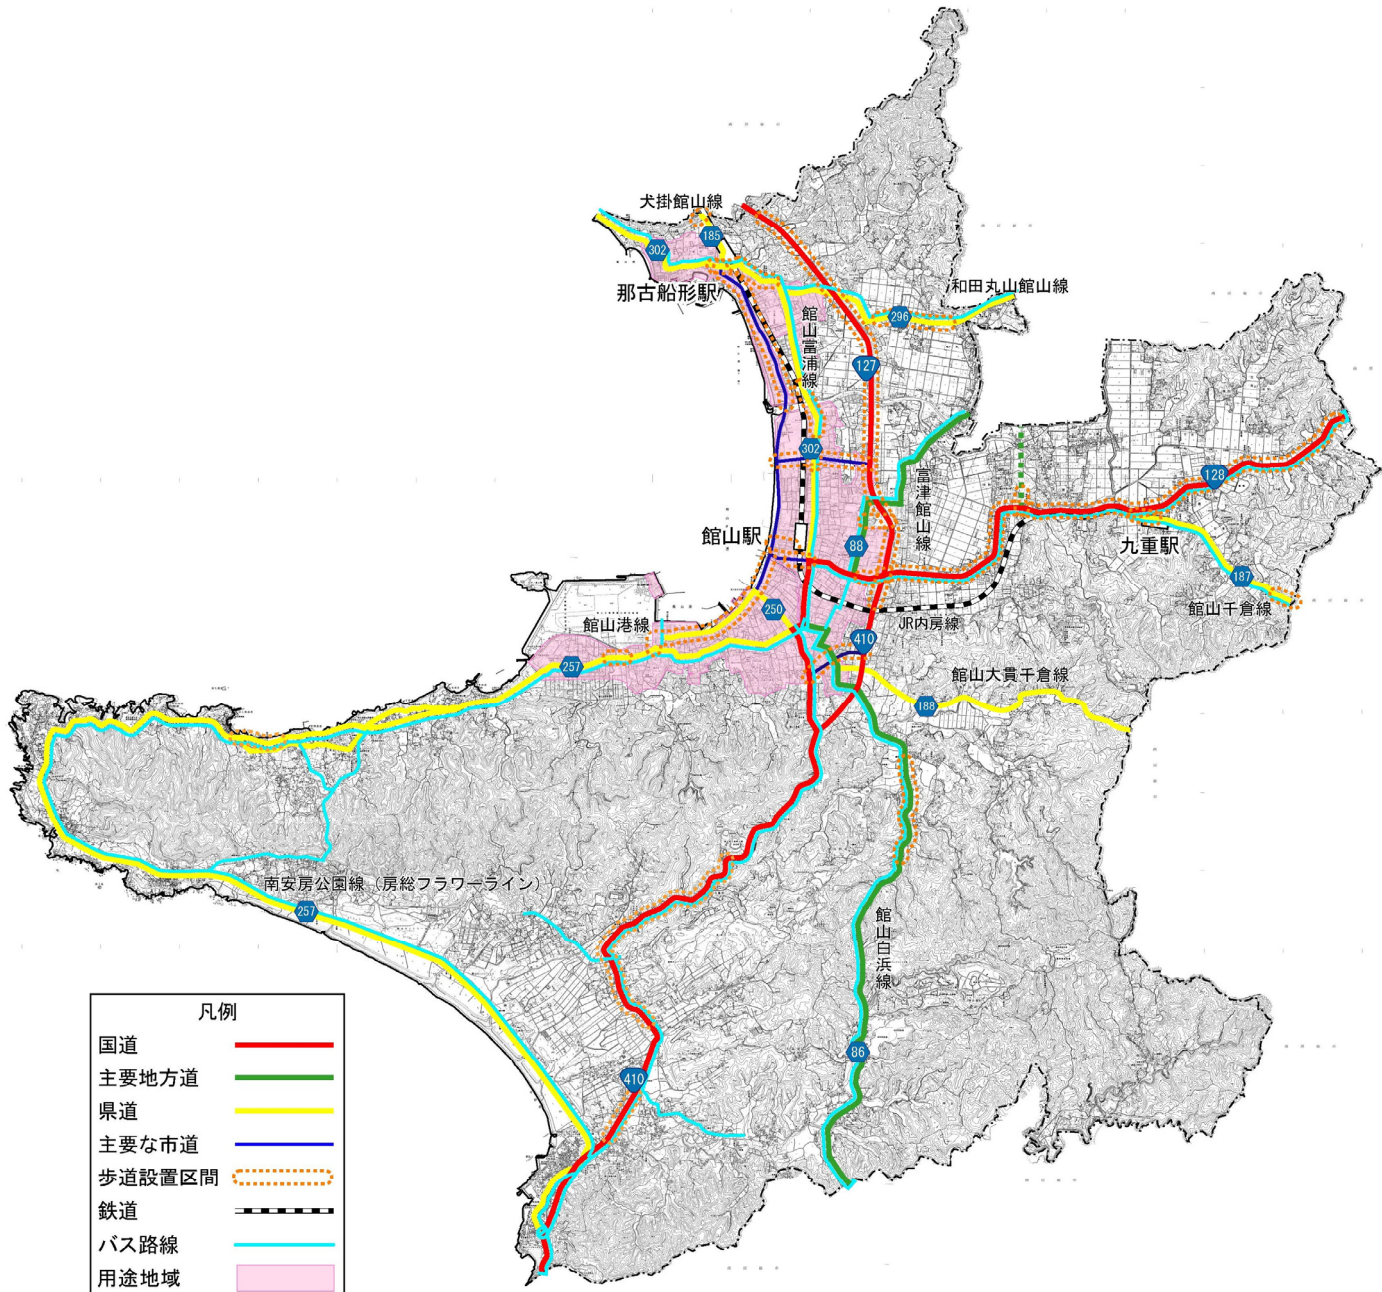 犬掛館山線
185
302
那古船形駅
和田丸山館山線
296
館山富浦線
127
302
富津館山線
128
館山駅
88
九重駅
187
館山千倉線
250
館山港線
JR内房線
410
257
館山大貫千倉線
188
南安房公園線（房総フラワーライン）
257
館山白浜線
86
410
凡例
国道
主要地方道
県道
主要な市道
歩道設置区間
鉄道
バス路線
用途地域